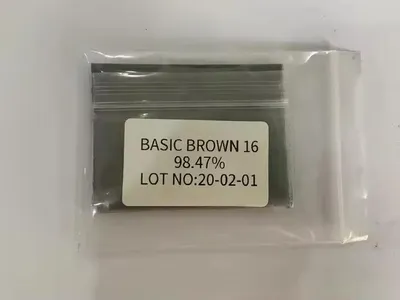 BASIC BROWN 16
98.47%
LOT NO:20-02-01